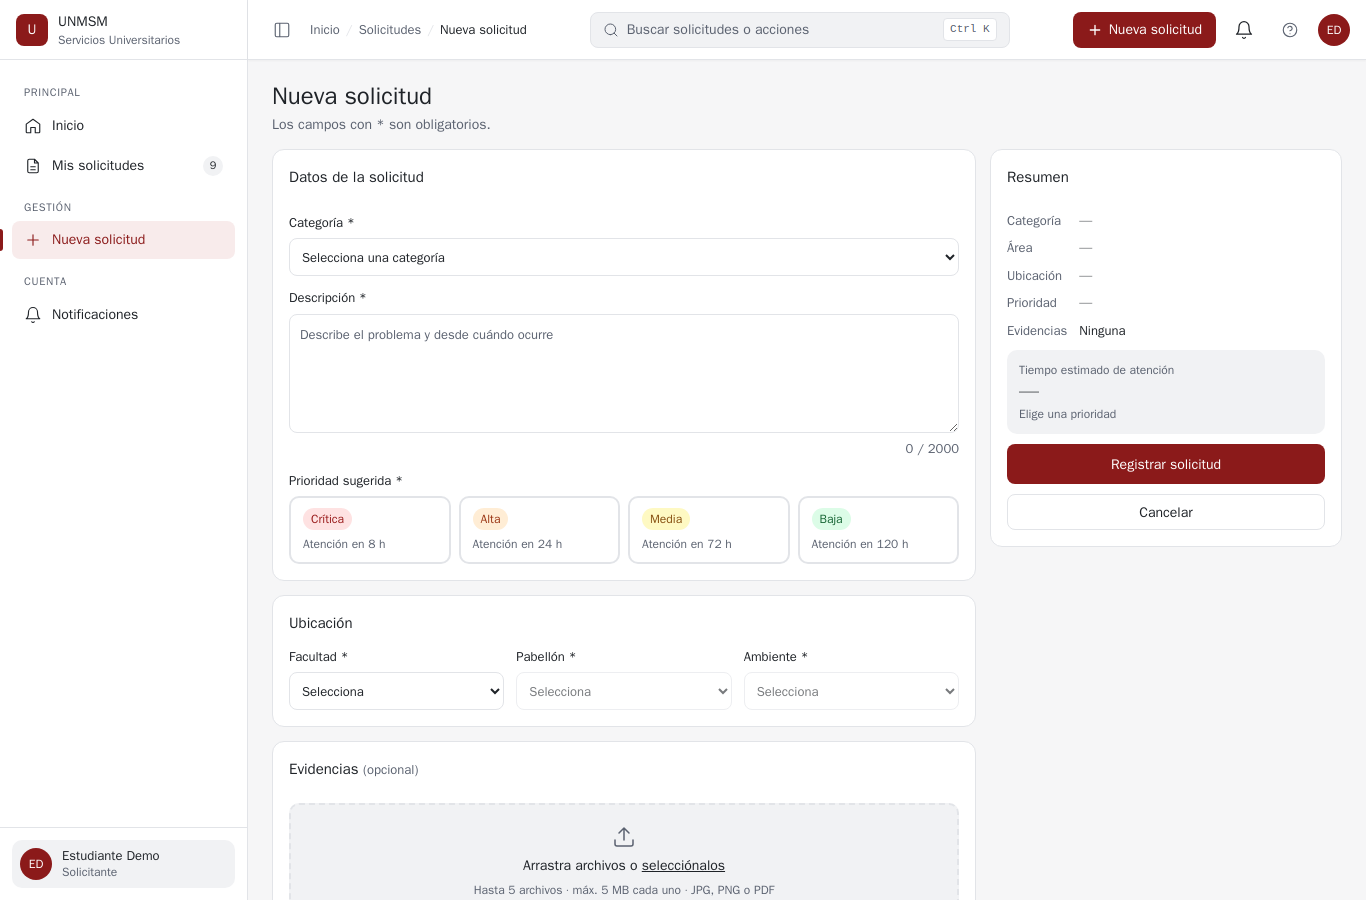 U
UNMSM
Servicios Universitarios
PRINCIPAL
Inicio
Mis solicitudes
9
GESTIÓN
Nueva solicitud
CUENTA
Notificaciones
ED
Estudiante Demo
Solicitante
Inicio / Solicitudes / Nueva solicitud
Buscar solicitudes o acciones
Ctrl K
Nueva solicitud
ED
Nueva solicitud
Los campos con * son obligatorios.
Datos de la solicitud
Categoría *
Selecciona una categoría
Descripción *
Describe el problema y desde cuándo ocurre
0 / 2000
Prioridad sugerida *
Crítica
Atención en 8 h
Alta
Atención en 24 h
Media
Atención en 72 h
Baja
Atención en 120 h
Ubicación
Facultad *
Selecciona
Pabellón *
Selecciona
Ambiente *
Selecciona
Evidencias (opcional)
Arrastra archivos o selecciónalos
Hasta 5 archivos · máx. 5 MB cada uno · JPG, PNG o PDF
Resumen
Categoría —
Área —
Ubicación —
Prioridad —
Evidencias Ninguna
Tiempo estimado de atención
—
Elige una prioridad
Registrar solicitud
Cancelar